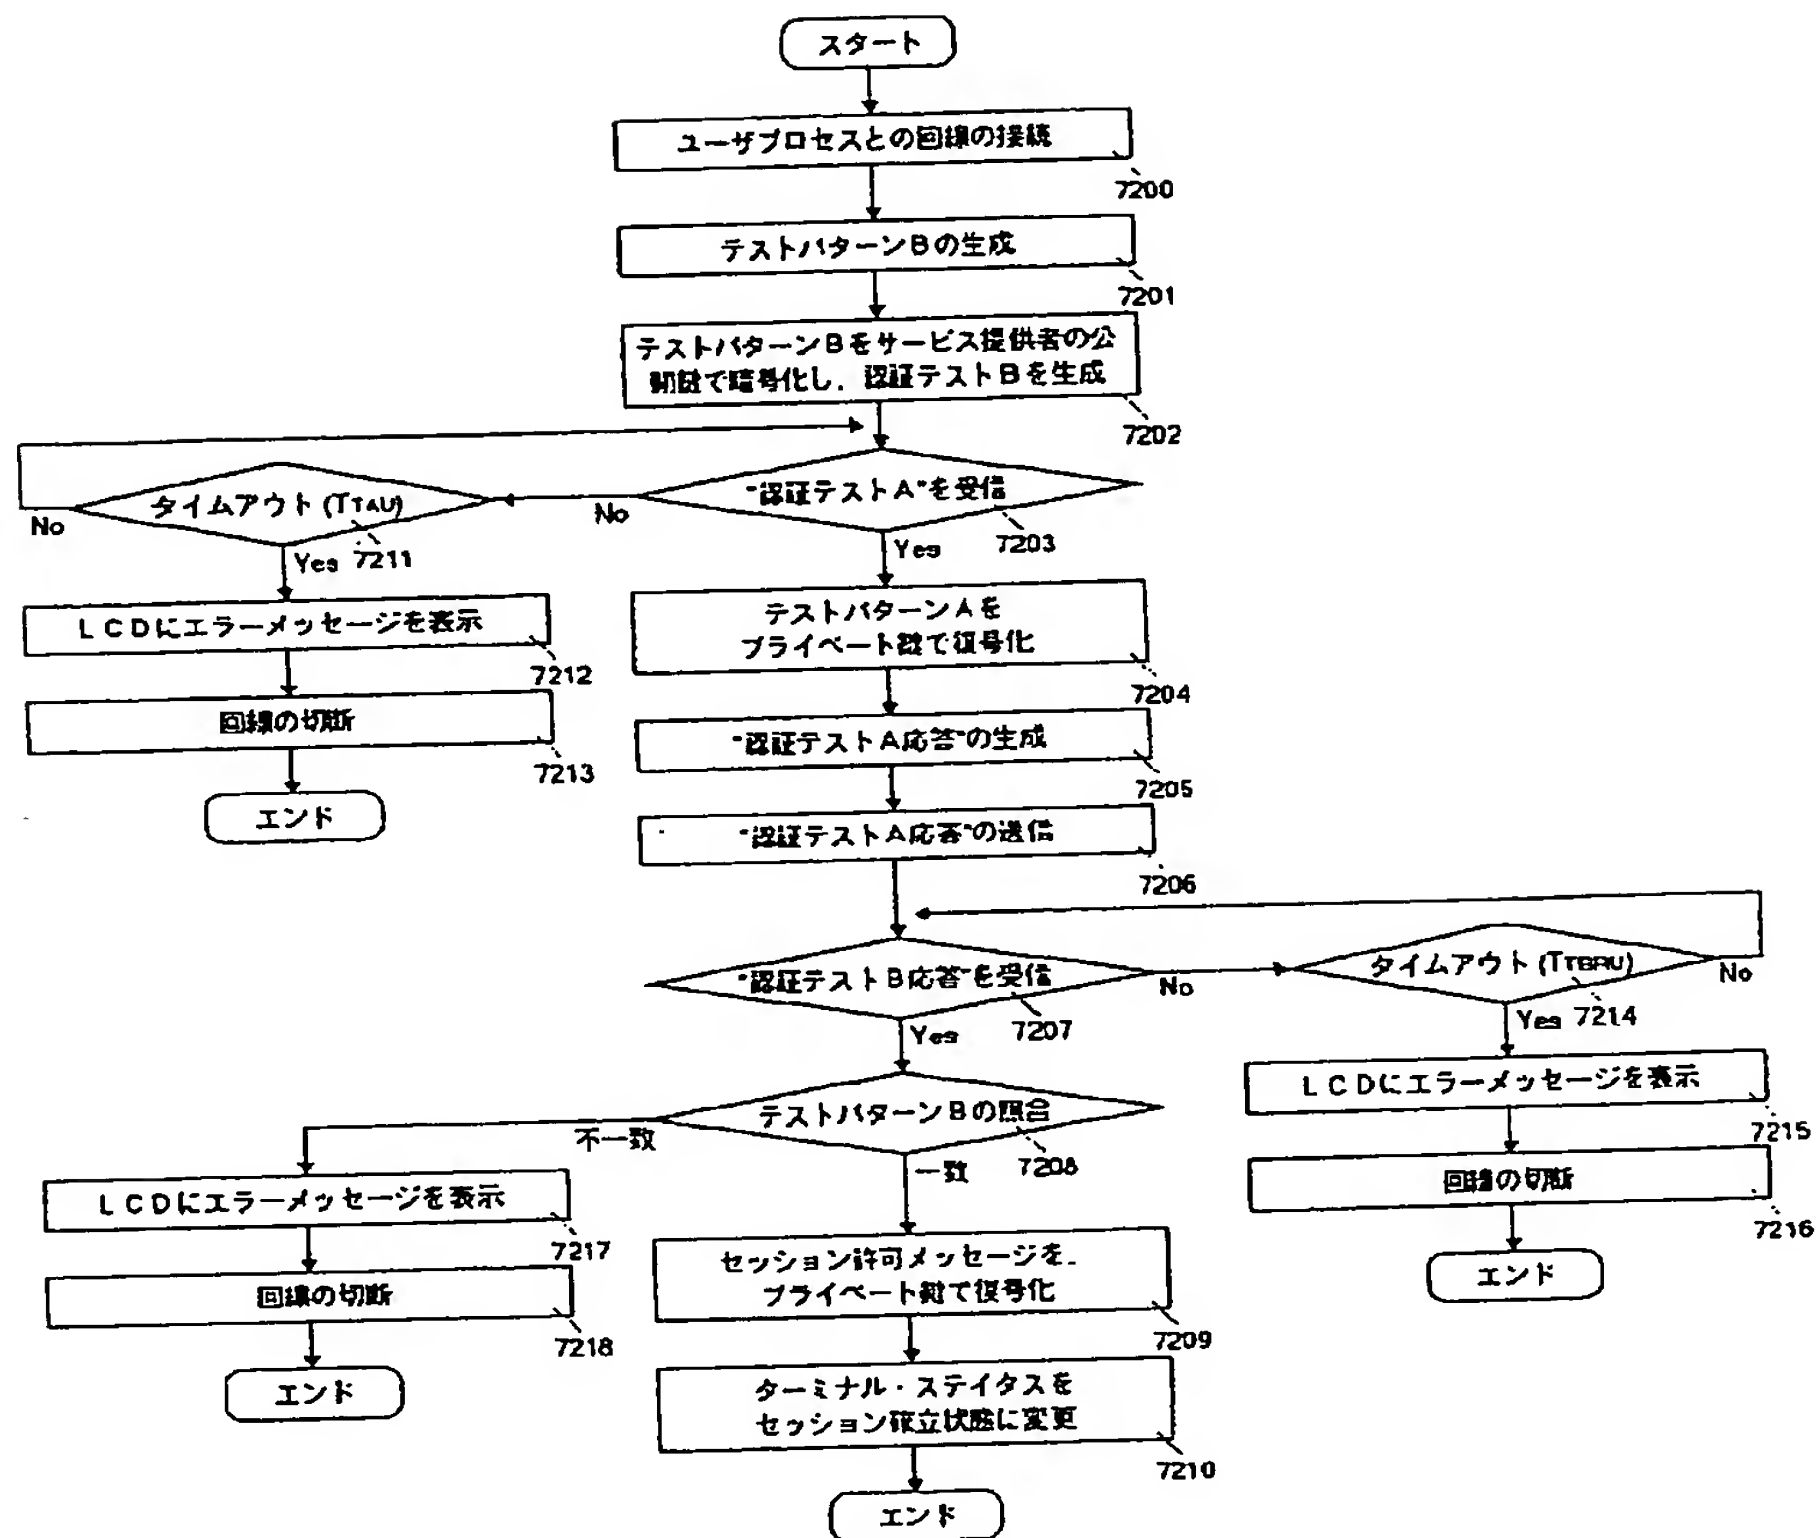 スタート
ユーザプロセスとの回線の接続
7200
テストパターンBの生成
7201
テストパターンBをサービス提供者の公
開鍵で暗号化し、認証テストBを生成
7202
"認証テストA"を受信
7203
No
Yes
タイムアウト (TTAU)
7211
No
Yes
LCDにエラーメッセージを表示
7212
回線の切断
7213
エンド
テストパターンAを
プライベート鍵で復号化
7204
"認証テストA応答"の生成
7205
"認証テストA応答"の送信
7206
"認証テストB応答"を受信
7207
No
Yes
タイムアウト (TTBRU)
7214
No
Yes
LCDにエラーメッセージを表示
7215
回線の切断
7216
エンド
テストパターンBの照合
7208
不一致
一致
LCDにエラーメッセージを表示
7217
回線の切断
7218
エンド
セッション許可メッセージを
プライベート鍵で復号化
7209
ターミナル・ステイタスを
セッション確立状態に変更
7210
エンド